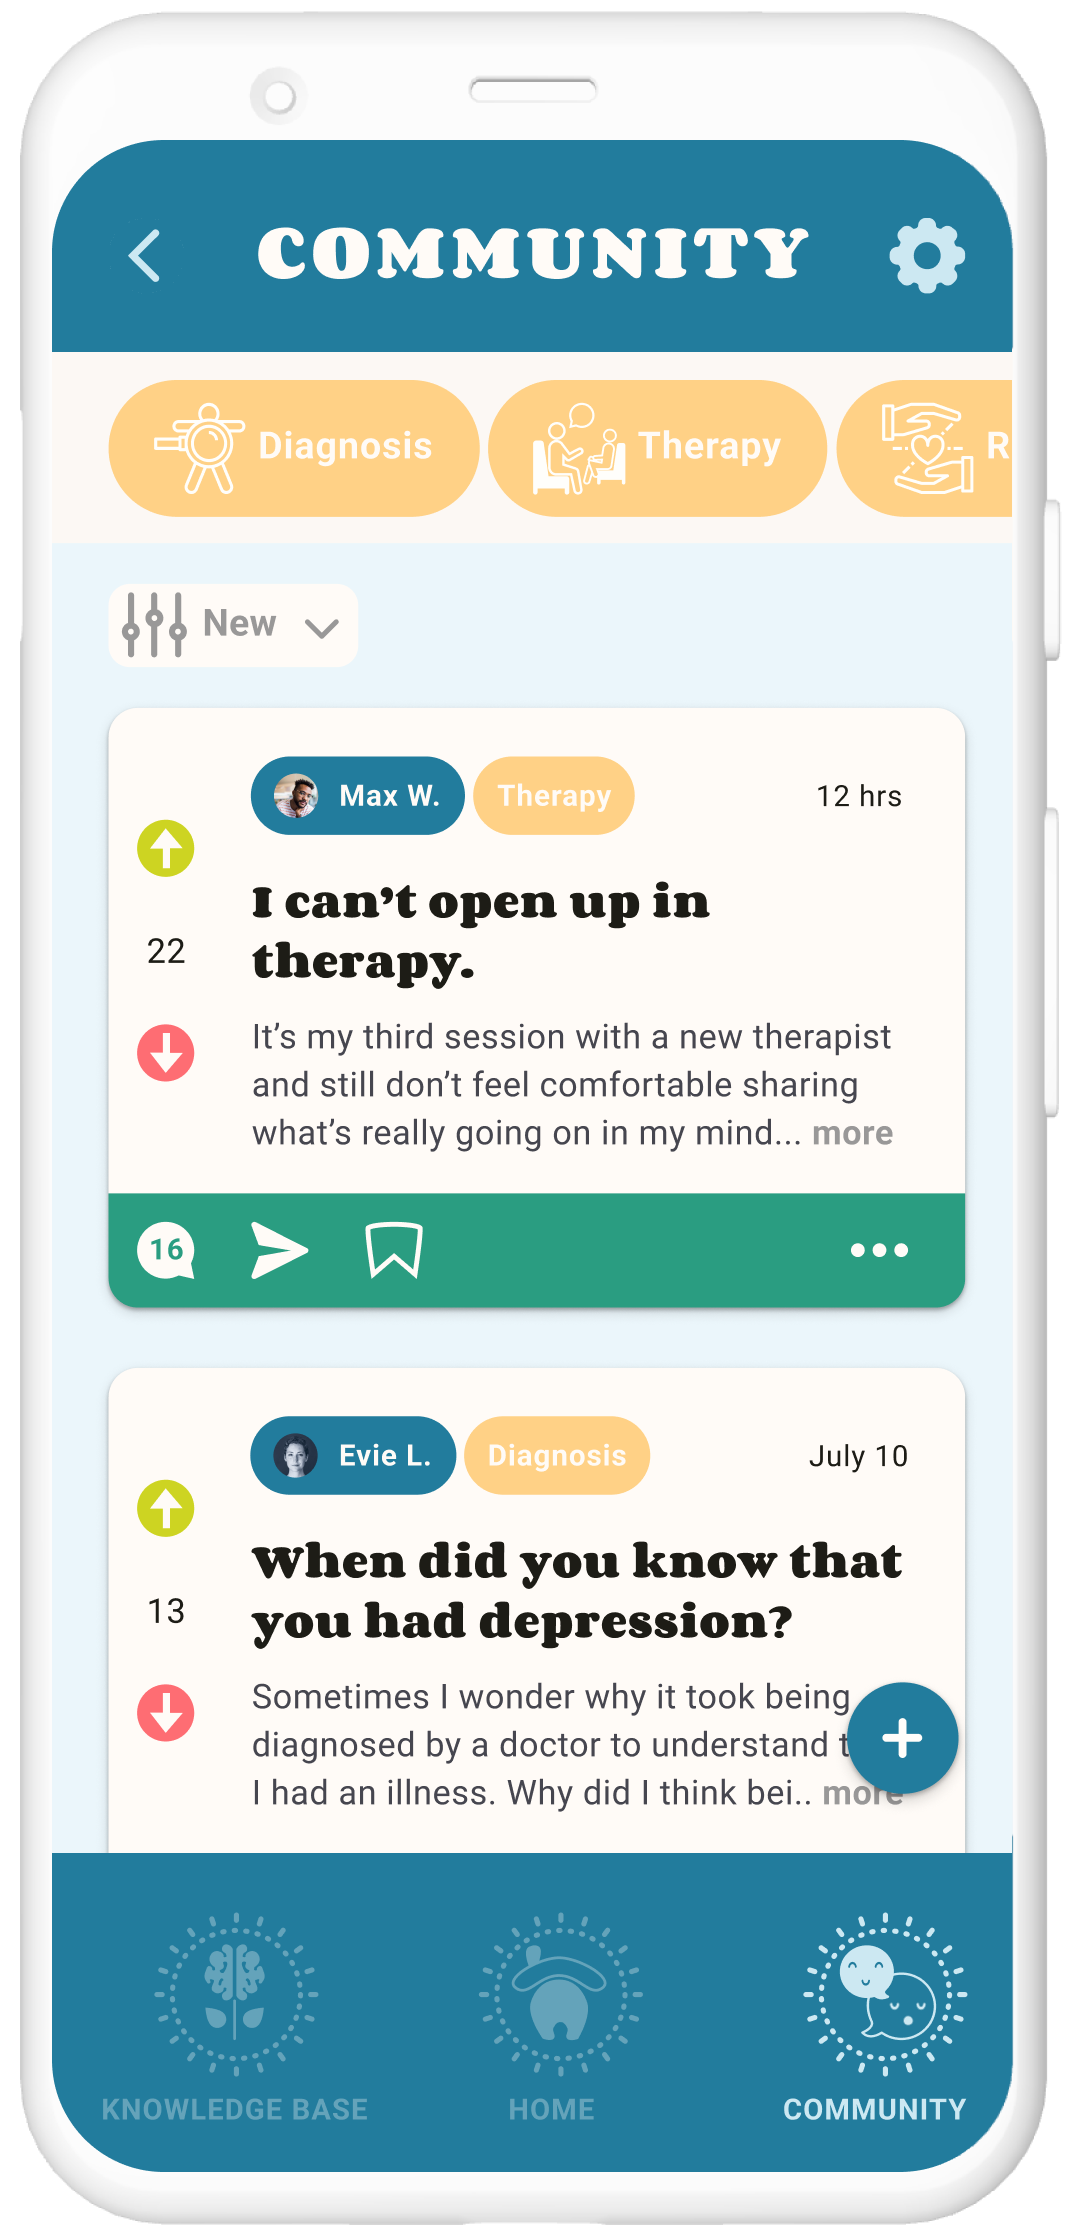 COMMUNITY
Diagnosis
Therapy
R
New
Max W.
Therapy
12 hrs
22
I can’t open up in
therapy.
It’s my third session with a new therapist
and still don’t feel comfortable sharing
what’s really going on in my mind... more
16
Evie L.
Diagnosis
July 10
13
When did you know that
you had depression?
Sometimes I wonder why it took being
diagnosed by a doctor to understand t
I had an illness. Why did I think bei.. more
KNOWLEDGE BASE
HOME
COMMUNITY